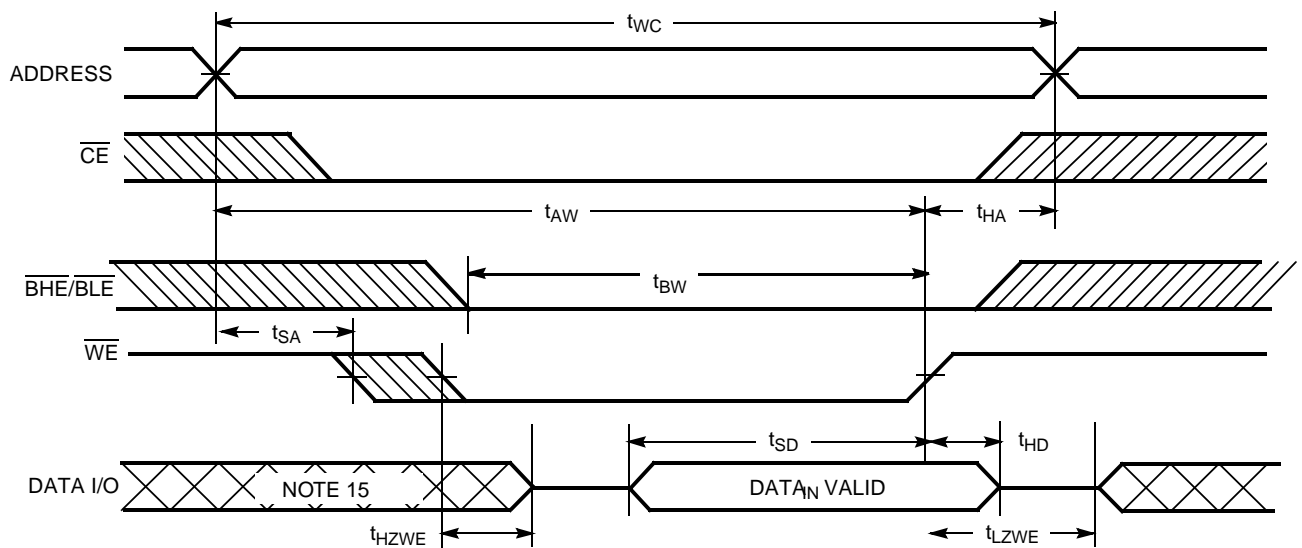 tWC
ADDRESS
CE
tAW
tHA
BHE/BLE
tBW
tSA
WE
tSD
tHD
DATA I/O
NOTE 15
DATAIN VALID
tHZWE
tLZWE